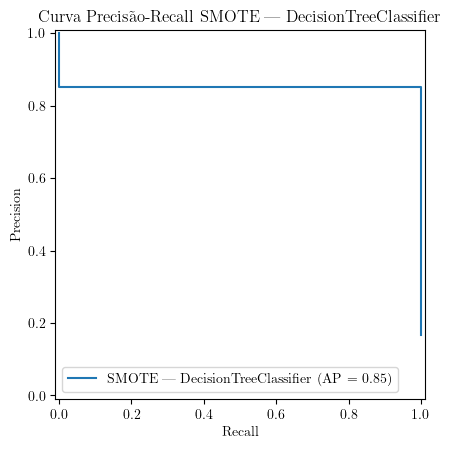 Curva Precisão-Recall SMOTE — DecisionTreeClassifier
1.0
0.8
0.6
0.4
0.2
0.0
Precision
SMOTE — DecisionTreeClassifier (AP = 0.85)
0.0 0.2 0.4 0.6 0.8 1.0
Recall